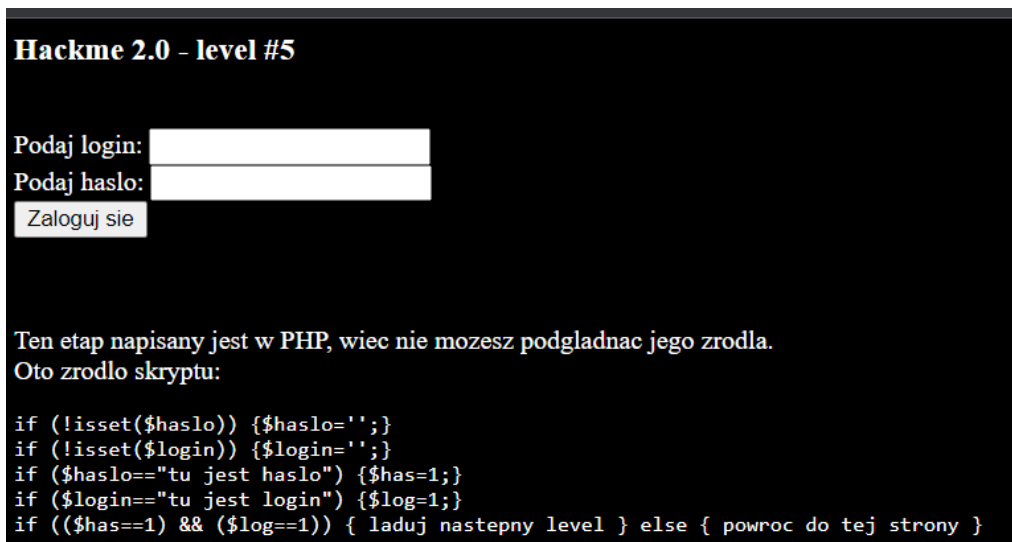 Hackme 2.0 - level #5
Podaj login:
Podaj haslo:
Zaloguj sie
Ten etap napisany jest w PHP, wiec nie mozesz podgladnac jego zrodla.
Oto zrodlo skryptu:
if (!isset($haslo)) {$haslo='';}
if (!isset($login)) {$login='';}
if ($haslo=="tu jest haslo") {$has=1;}
if ($login=="tu jest login") {$log=1;}
if (($has==1) && ($log==1)) { laduj nastepny level } else { powroc do tej strony }